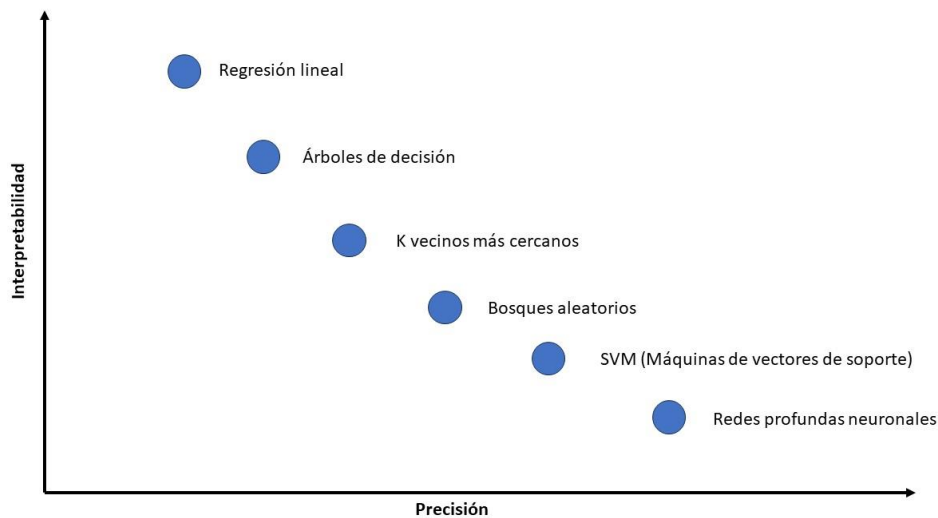 Regresión lineal
Árboles de decisión
Interpretabilidad
K vecinos más cercanos
Bosques aleatorios
SVM (Máquinas de vectores de soporte)
Redes profundas neuronales
Precisión